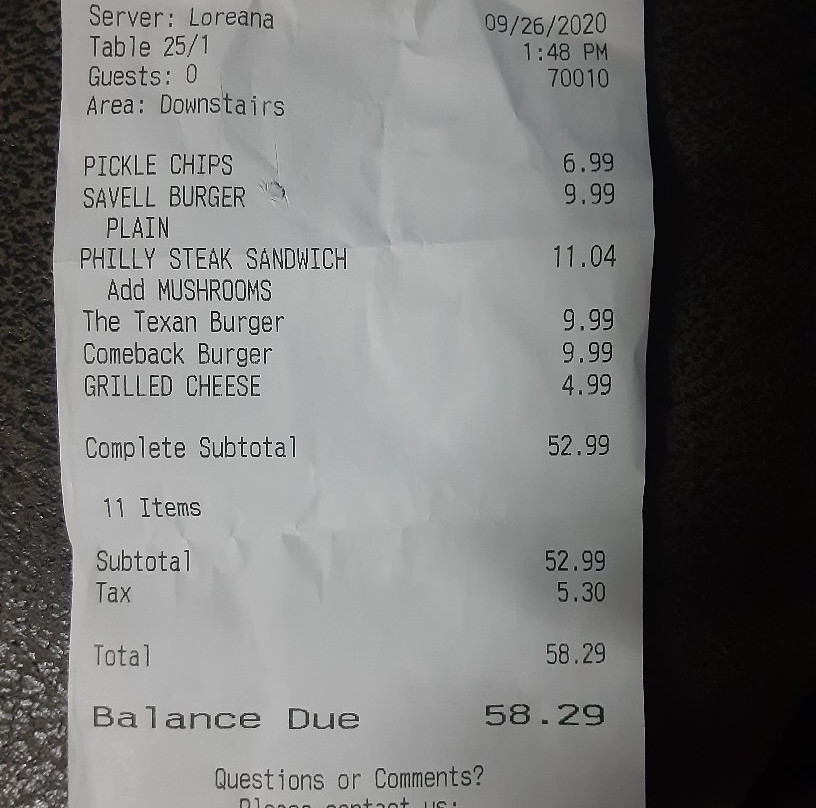 Server: Loreana 09/26/2020
Table 25/1 1:48 PM
Guests: 0 70010
Area: Downstairs
PICKLE CHIPS 6.99
SAVELL BURGER 9.99
PLAIN
PHILLY STEAK SANDWICH 11.04
Add MUSHROOMS
The Texan Burger 9.99
Comeback Burger 9.99
GRILLED CHEESE 4.99
Complete Subtotal 52.99
11 Items
Subtotal 52.99
Tax 5.30
Total 58.29
Balance Due 58.29
Questions or Comments?
Please contact us: